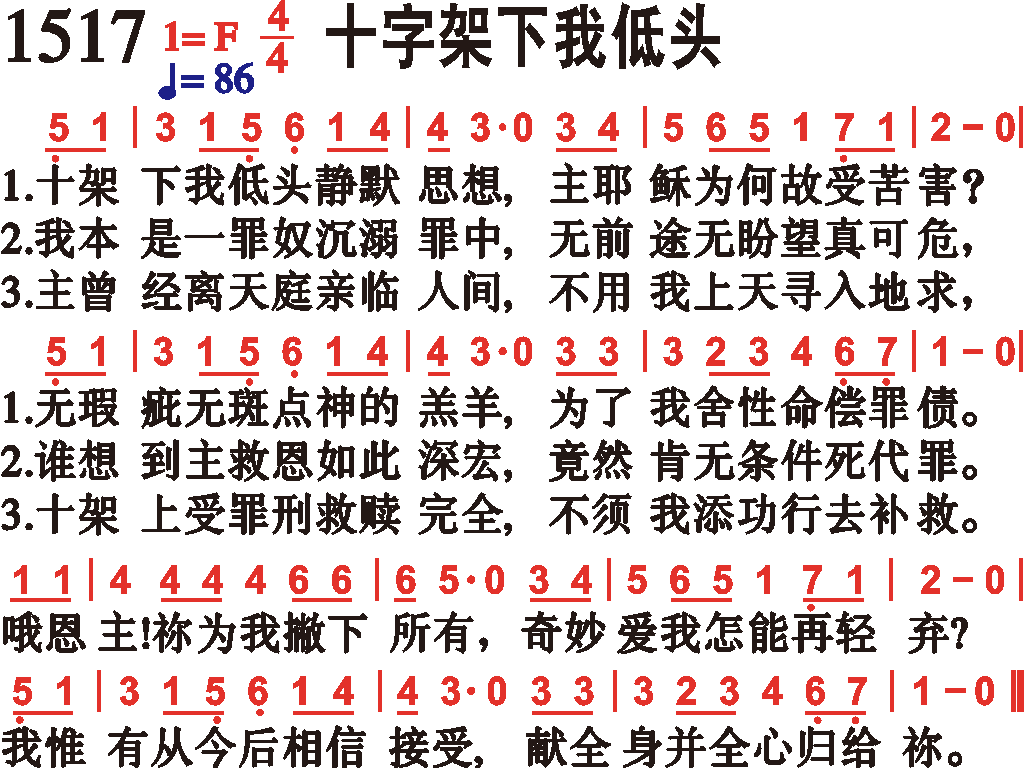 1517 1=F 4/4 十字架下我低头
♩=86
5 1 | 3 1 5 6 1 4 | 4 3·0 3 4 | 5 6 5 1 7 1 | 2 – 0 |
1.十架 下我低头静默 思想, 主耶 稣为何故受苦害?
2.我本 是一罪奴沉溺 罪中, 无前 途无盼望真可危,
3.主曾 经离天庭亲临 人间, 不用 我上天寻入地求,
5 1 | 3 1 5 6 1 4 | 4 3·0 3 3 | 3 2 3 4 6 7 | 1 – 0 |
1.无瑕 疵无斑点神的 羔羊, 为了 我舍性命偿罪债。
2.谁想 到主救恩如此 深宏, 竟然 肯无条件死代罪。
3.十架 上受罪刑救赎 完全, 不须 我添功行去补救。
1 1 | 4 4 4 4 6 6 | 6 5·0 3 4 | 5 6 5 1 7 1 | 2 – 0 |
哦恩 主!祢为我撇下 所有, 奇妙 爱我怎能再轻 弃?
5 1 | 3 1 5 6 1 4 | 4 3·0 3 3 | 3 2 3 4 6 7 | 1 – 0 ‖
我惟 有从今后相信 接受, 献全 身并全心归给 祢。